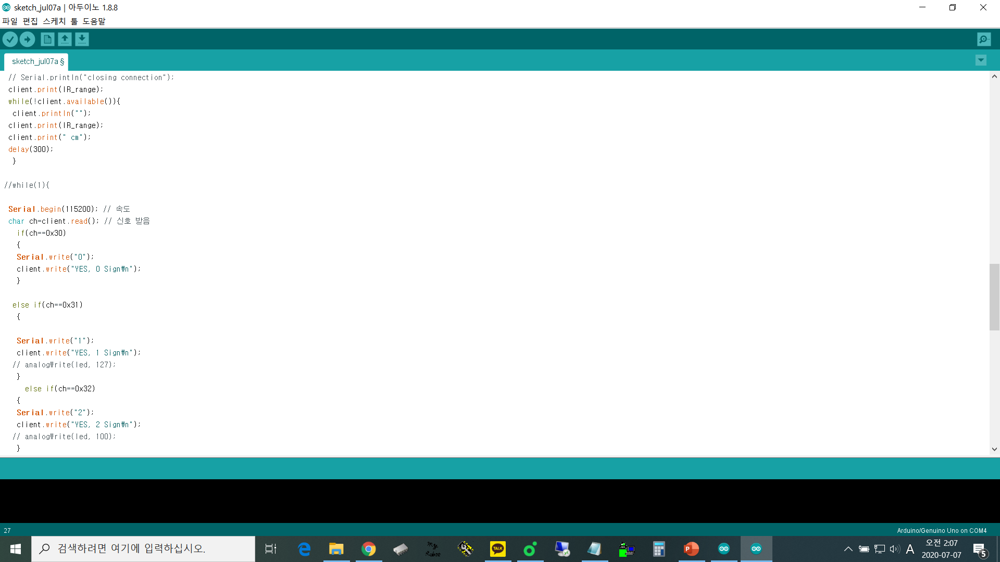 sketch_jul07a | 아두이노 1.8.8
파일 편집 스케치 툴 도움말
sketch_jul07a §
// Serial.println("closing connection");
client.print(IR_range);
while(!client.available()){
client.println("");
client.print(IR_range);
client.print(" cm");
delay(300);
}
//while(1){
Serial.begin(115200); // 속도
char ch=client.read(); // 신호 받음
if(ch==0x30)
{
Serial.write("0");
client.write("YES, 0 Sign₩n");
}
else if(ch==0x31)
{
Serial.write("1");
client.write("YES, 1 Sign₩n");
// analogWrite(led, 127);
}
else if(ch==0x32)
{
Serial.write("2");
client.write("YES, 2 Sign₩n");
// analogWrite(led, 100);
}
27
Arduino/Genuino Uno on COM4
검색하려면 여기에 입력하십시오.
My Robot
TALK
A
오전 2:07
2020-07-07
5